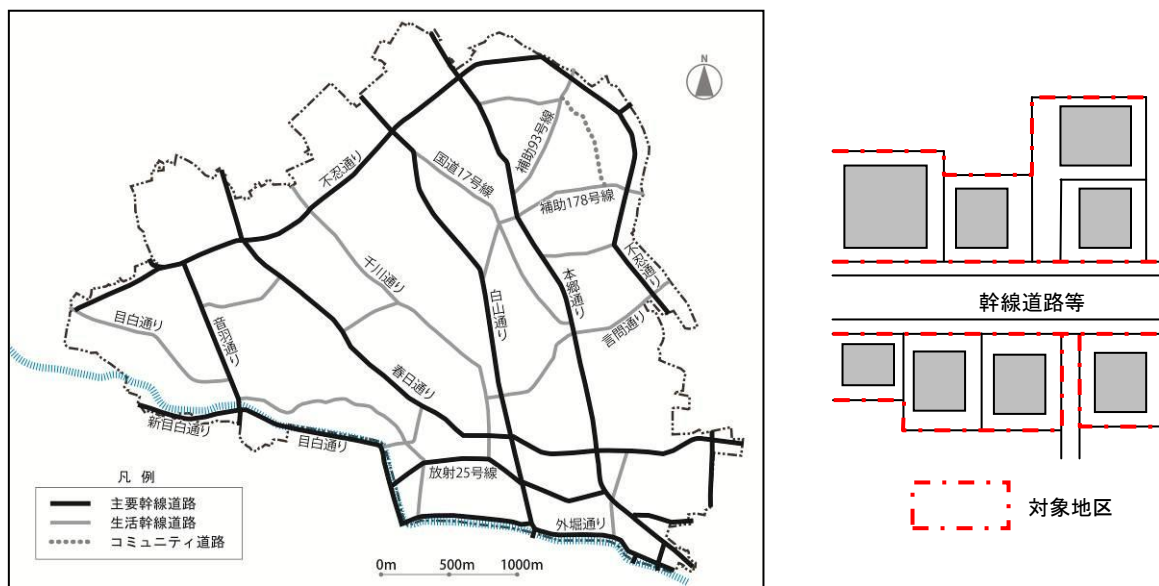 N
不忍通り
国道17号線
補助93号線
補助178号線
不忍通り
千川通り
白山通り
本郷通り
言問通り
目白通り
音羽通り
春日通り
新目白通り
目白通り
放射25号線
外堀通り
凡 例
主要幹線道路
生活幹線道路
コミュニティ道路
0m 500m 1000m
幹線道路等
対象地区